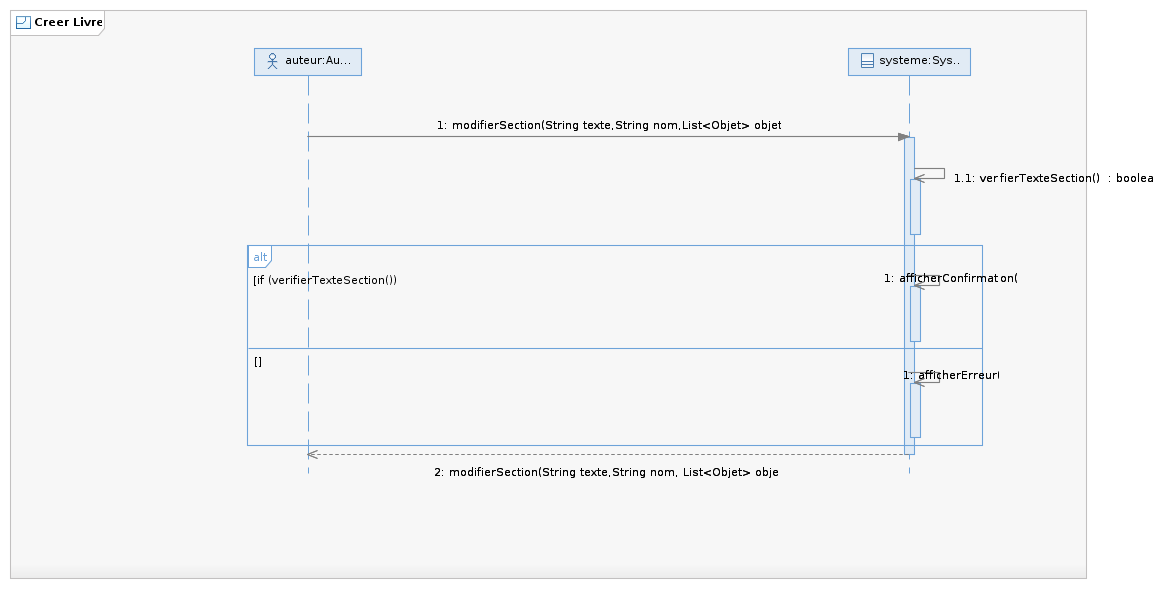 Creer Livre
auteur:Au...
systeme:Sys..
1: modifierSection(String texte,String nom,List<Objet> objet
1.1: verifierTexteSection() : boolea
alt
[if (verifierTexteSection())
1: afficherConfirmation(
[]
1: afficherErreur(
2: modifierSection(String texte,String nom, List<Objet> obje